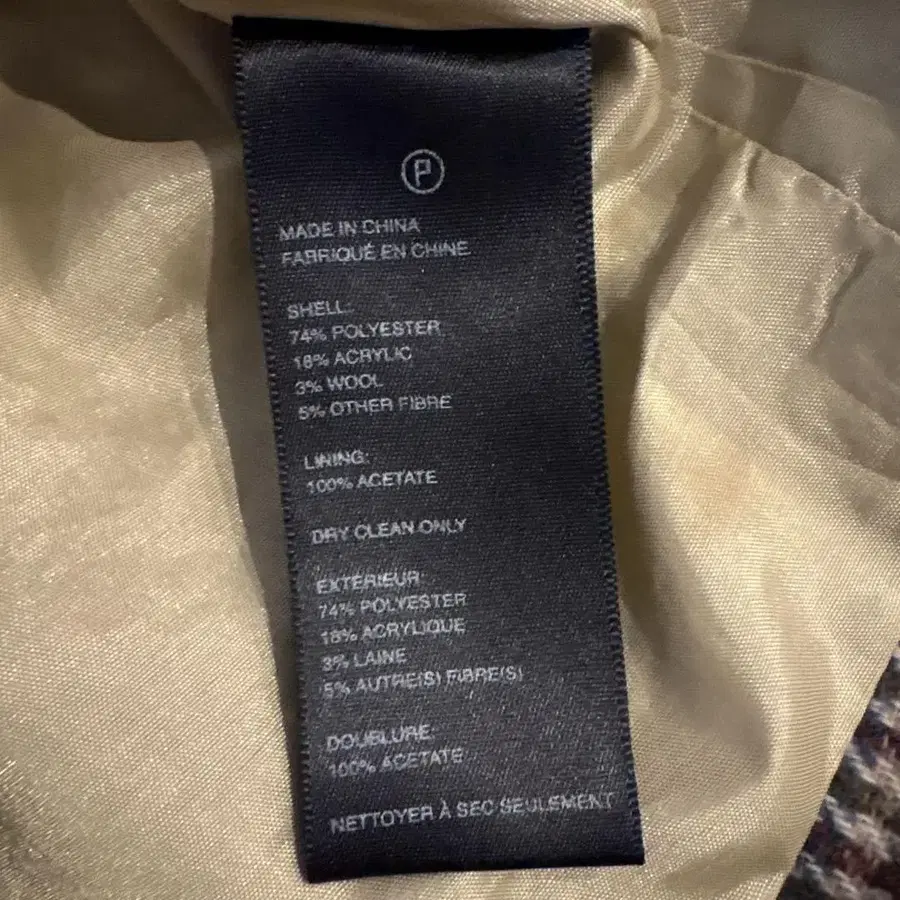 P
MADE IN CHINA
FABRIQUÉ EN CHINE
SHELL:
74% POLYESTER
18% ACRYLIC
3% WOOL
5% OTHER FIBRE
LINING:
100% ACETATE
DRY CLEAN ONLY
EXTÉRIEUR:
74% POLYESTER
18% ACRYLIQUE
3% LAINE
5% AUTRE(S) FIBRE(S)
DOUBLURE:
100% ACETATE
NETTOYER À SEC SEULEMENT